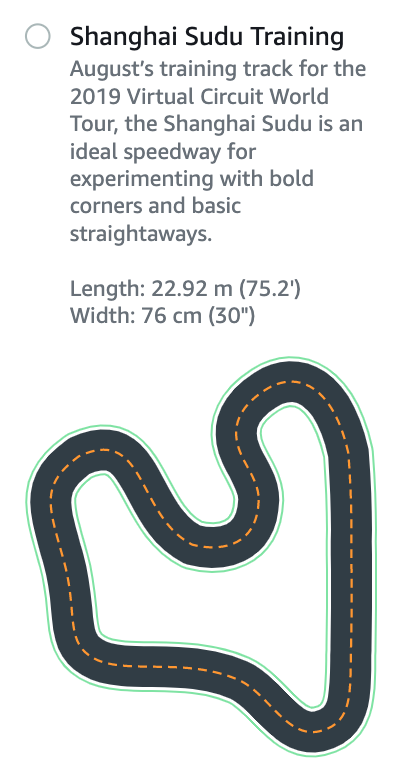 Shanghai Sudu Training
August’s training track for the
2019 Virtual Circuit World
Tour, the Shanghai Sudu is an
ideal speedway for
experimenting with bold
corners and basic
straightaways.
Length: 22.92 m (75.2')
Width: 76 cm (30")